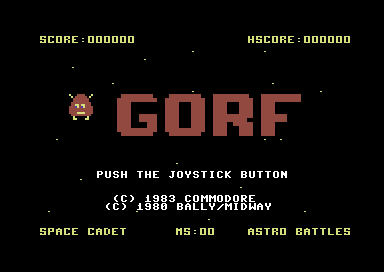 SCORE:000000 HSCORE:000000
GORF
PUSH THE JOYSTICK BUTTON
(C) 1983 COMMODORE
(C) 1980 BALLY/MIDWAY
SPACE CADET MS:00 ASTRO BATTLES